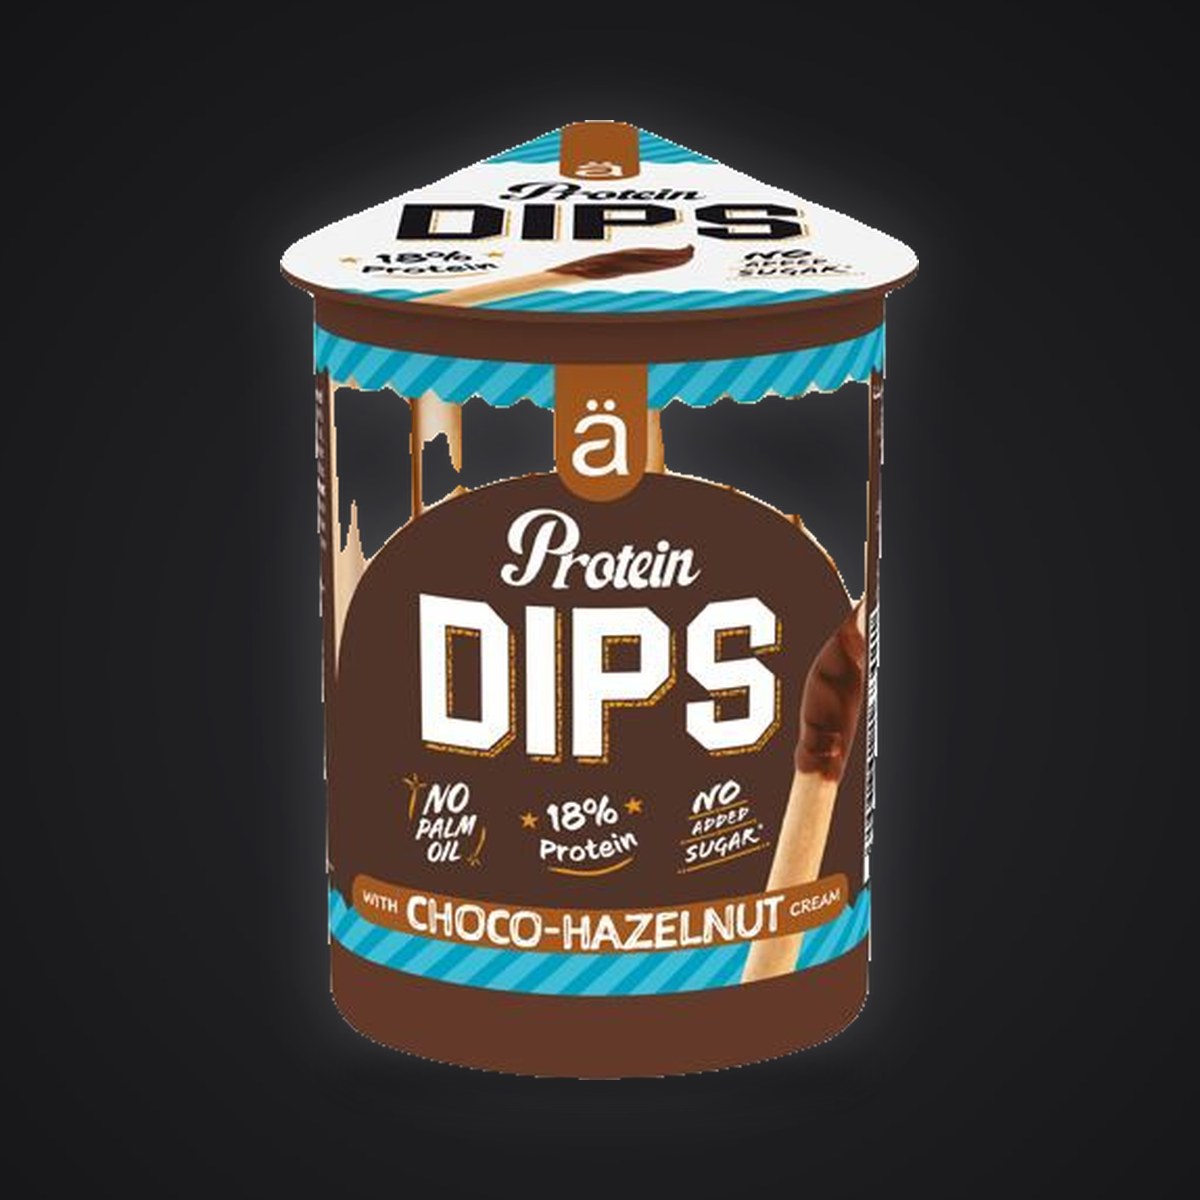 ä
Protein
DIPS
18%
Protein
NO
ADDED
SUGAR*
ä
Protein
DIPS
NO
PALM
OIL
18%
Protein
NO
ADDED
SUGAR*
WITH CHOCO-HAZELNUT CREAM